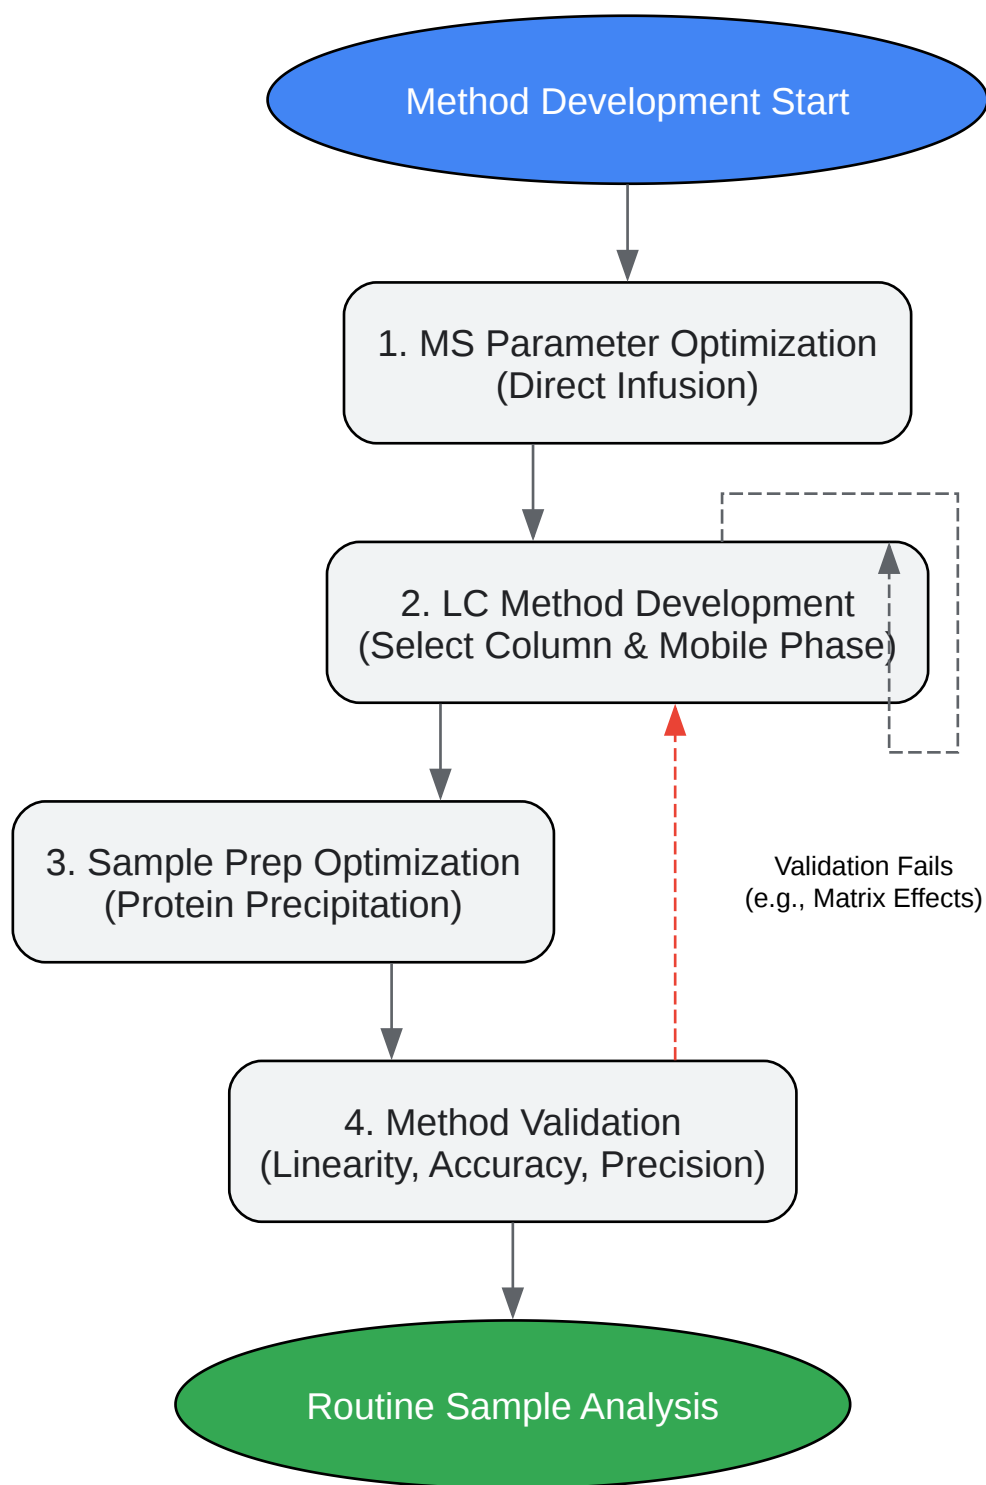 Method Development Start
1. MS Parameter Optimization
(Direct Infusion)
2. LC Method Development
(Select Column & Mobile Phase)
3. Sample Prep Optimization
(Protein Precipitation)
Validation Fails
(e.g., Matrix Effects)
4. Method Validation
(Linearity, Accuracy, Precision)
Routine Sample Analysis